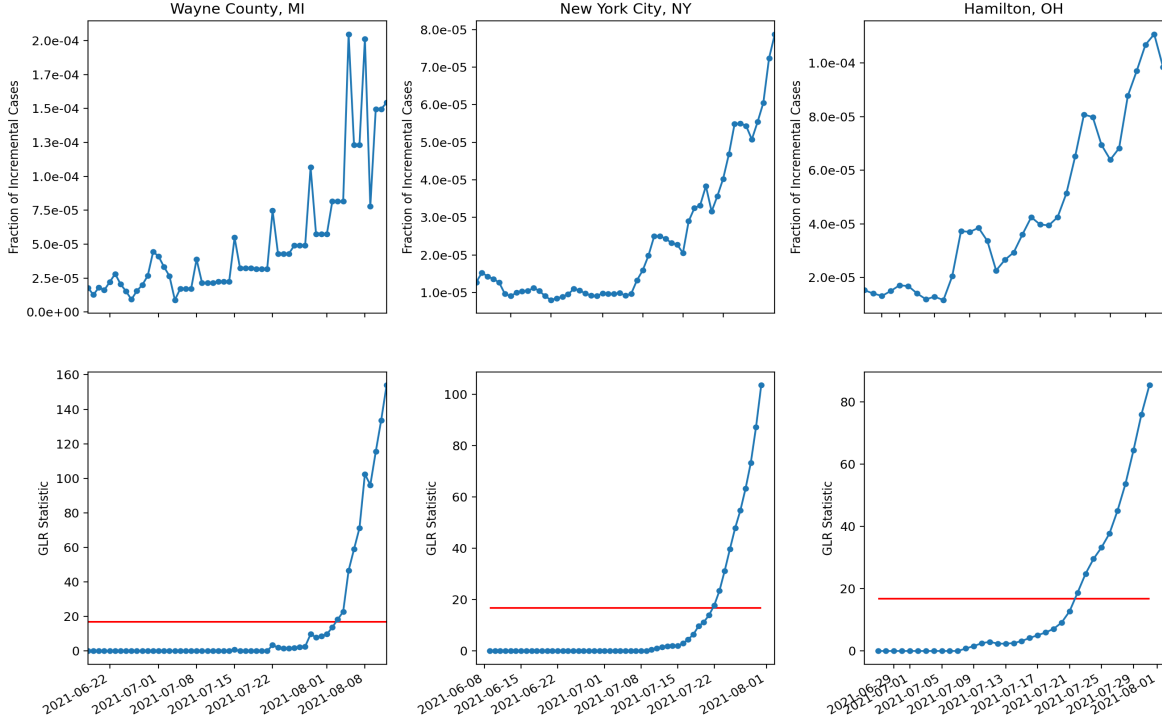 Wayne County, MI
New York City, NY
Hamilton, OH
Fraction of Incremental Cases
2.0e-04
1.7e-04
1.5e-04
1.3e-04
1.0e-04
7.5e-05
5.0e-05
2.5e-05
0.0e+00
Fraction of Incremental Cases
8.0e-05
7.0e-05
6.0e-05
5.0e-05
4.0e-05
3.0e-05
2.0e-05
1.0e-05
Fraction of Incremental Cases
1.0e-04
8.0e-05
6.0e-05
4.0e-05
2.0e-05
GLR Statistic
160
140
120
100
80
60
40
20
0
GLR Statistic
100
80
60
40
20
0
GLR Statistic
80
60
40
20
0
2021-06-22
2021-07-01
2021-07-08
2021-07-15
2021-07-22
2021-08-01
2021-08-08
2021-06-08
2021-06-15
2021-06-22
2021-07-01
2021-07-08
2021-07-15
2021-07-22
2021-08-01
2021-06-29
2021-07-01
2021-07-05
2021-07-09
2021-07-13
2021-07-17
2021-07-21
2021-07-25
2021-07-29
2021-08-01